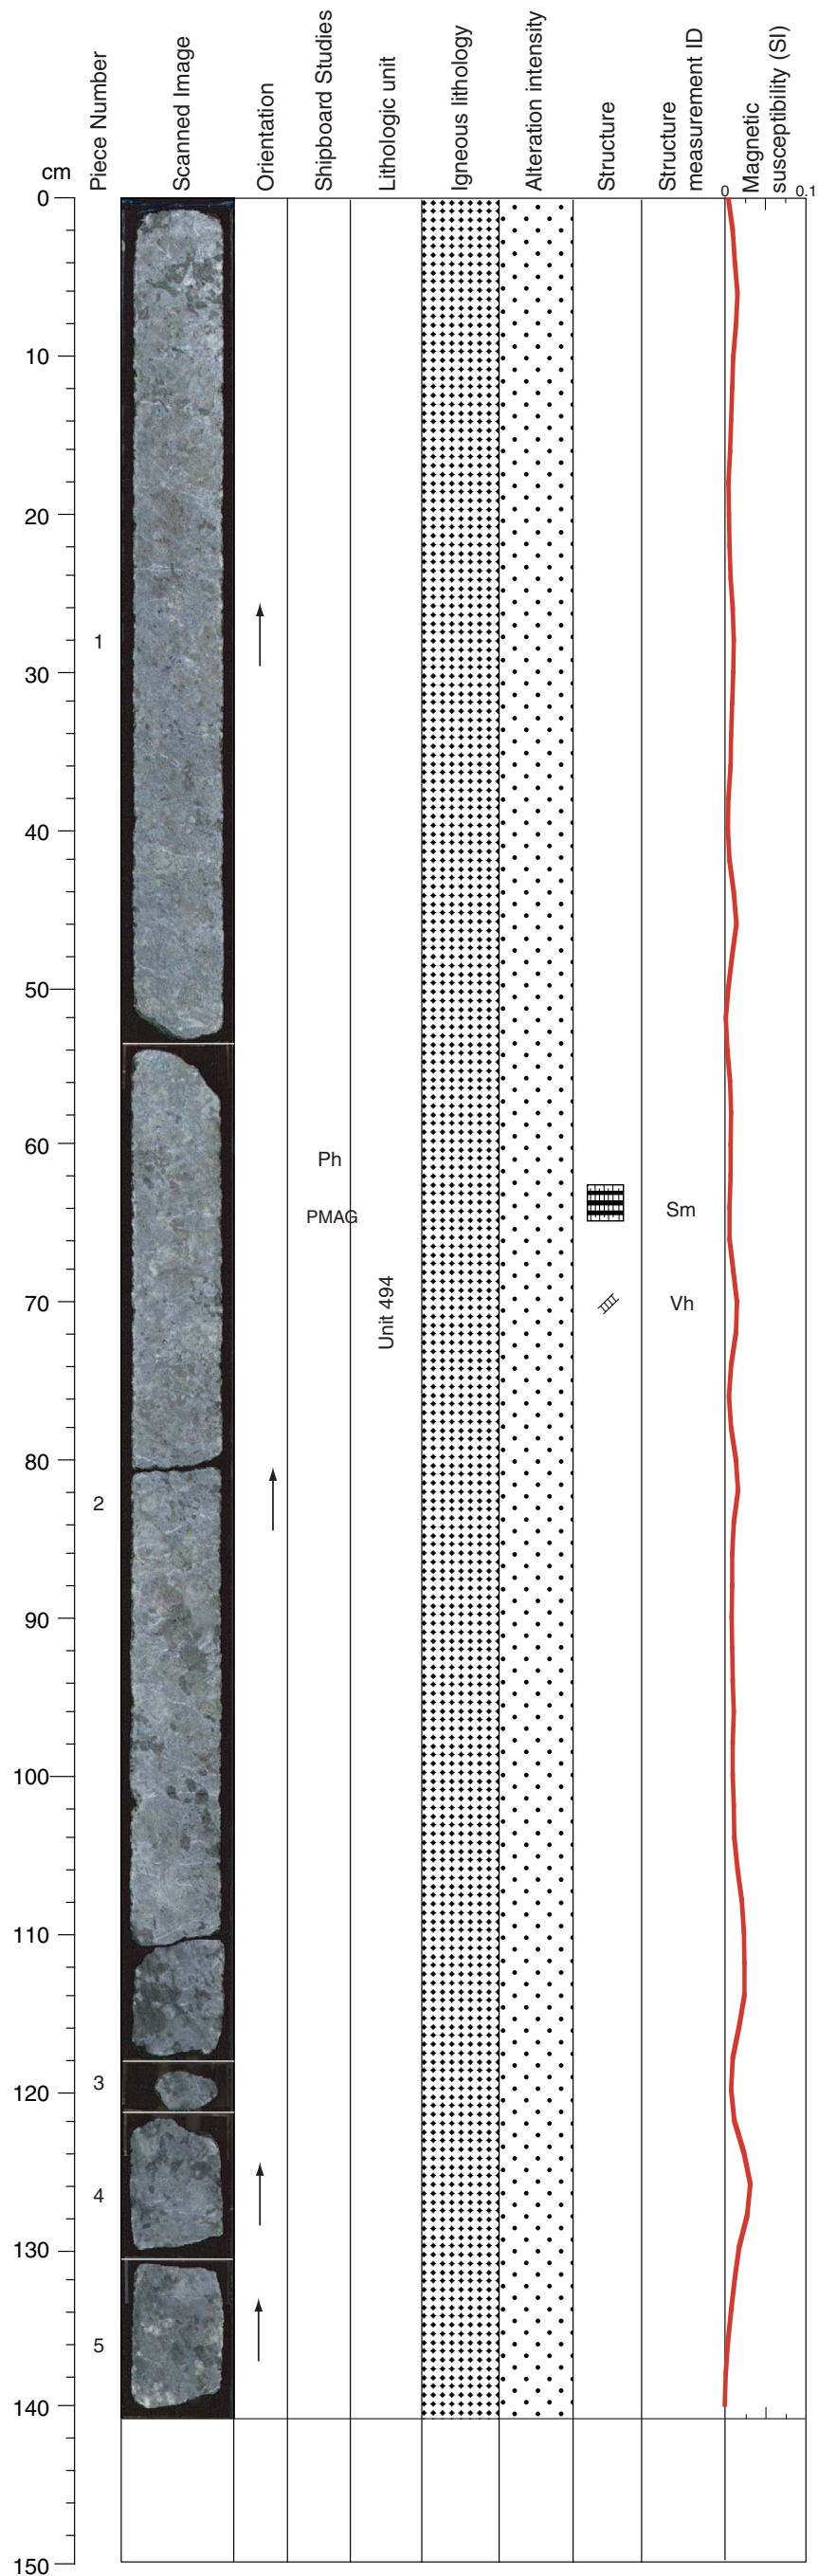 cm
Piece Number
Scanned Image
Orientation
Shipboard Studies
Lithologic unit
Igneous lithology
Alteration intensity
Structure
Structure
measurement ID
Magnetic
susceptibility (SI)
0 0.1
0
10
20
1
30
40
50
60
Ph
PMAG
Sm
Unit 494
70
Vh
80
2
90
100
110
3
120
4
130
5
140
150